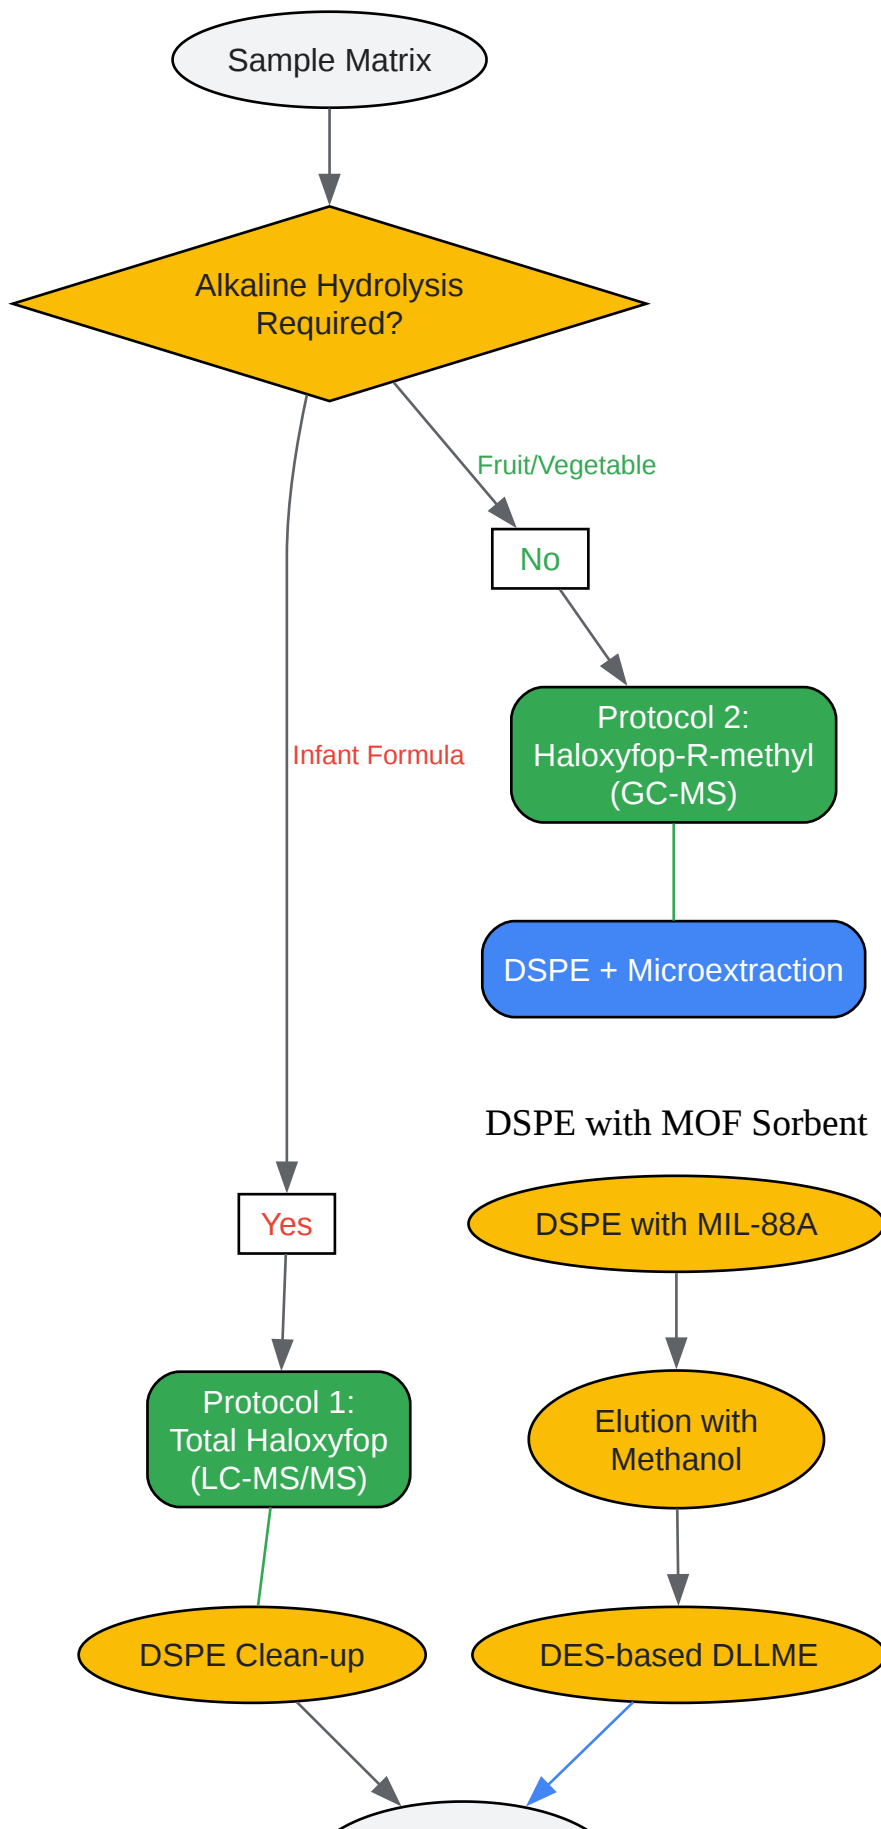 Sample Matrix
Alkaline Hydrolysis
Required?
Fruit/Vegetable
No
Protocol 2:
Haloxyfop-R-methyl
(GC-MS)
Infant Formula
DSPE + Microextraction
DSPE with MOF Sorbent
Yes
DSPE with MIL-88A
Protocol 1:
Total Haloxyfop
(LC-MS/MS)
Elution with
Methanol
DSPE Clean-up
DES-based DLLME